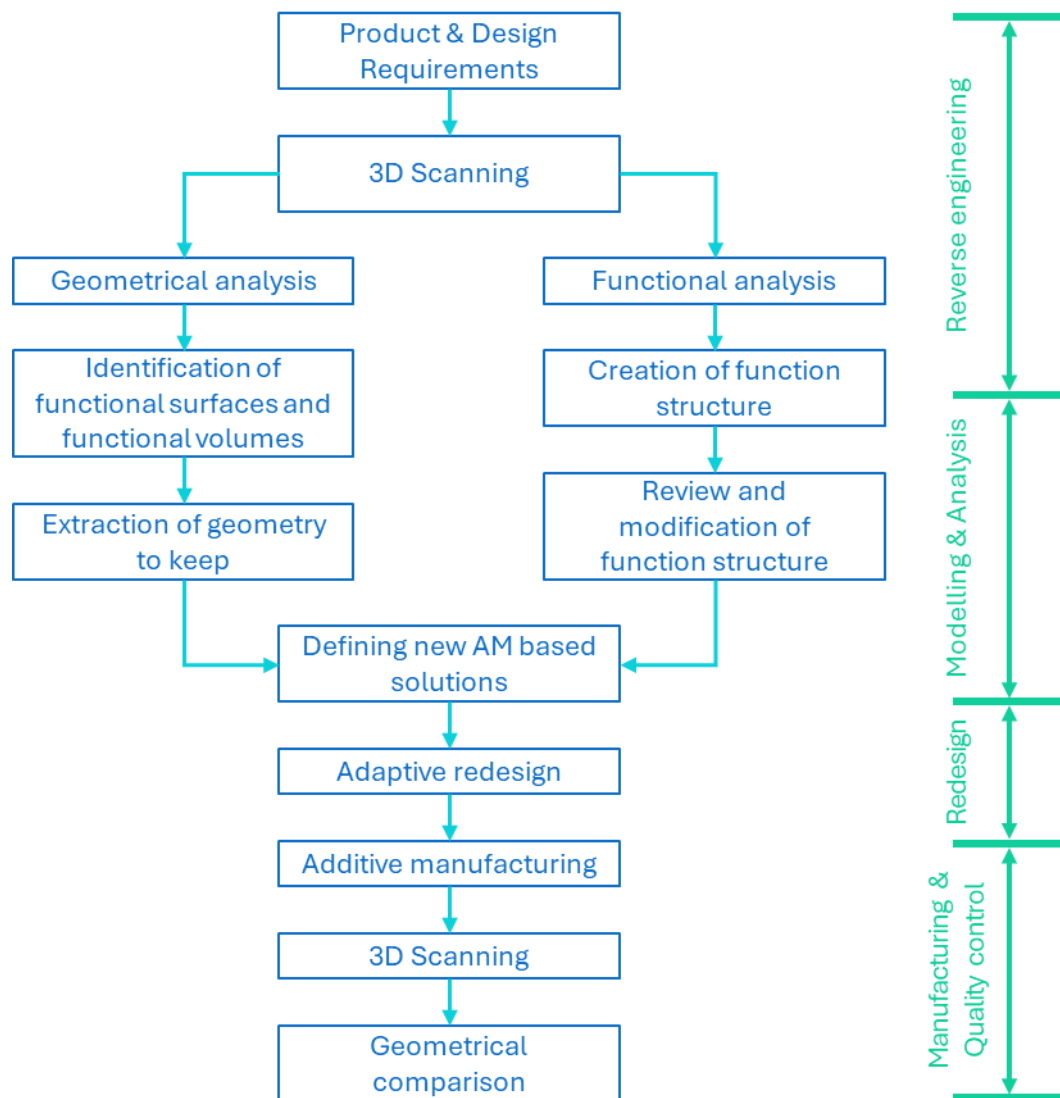 Product & Design
Requirements
3D Scanning
Geometrical analysis
Functional analysis
Identification of
functional surfaces and
functional volumes
Creation of function
structure
Extraction of geometry
to keep
Review and
modification of
function structure
Defining new AM based
solutions
Adaptive redesign
Additive manufacturing
3D Scanning
Geometrical
comparison
Reverse engineering
Modelling & Analysis
Redesign
Manufacturing &
Quality control